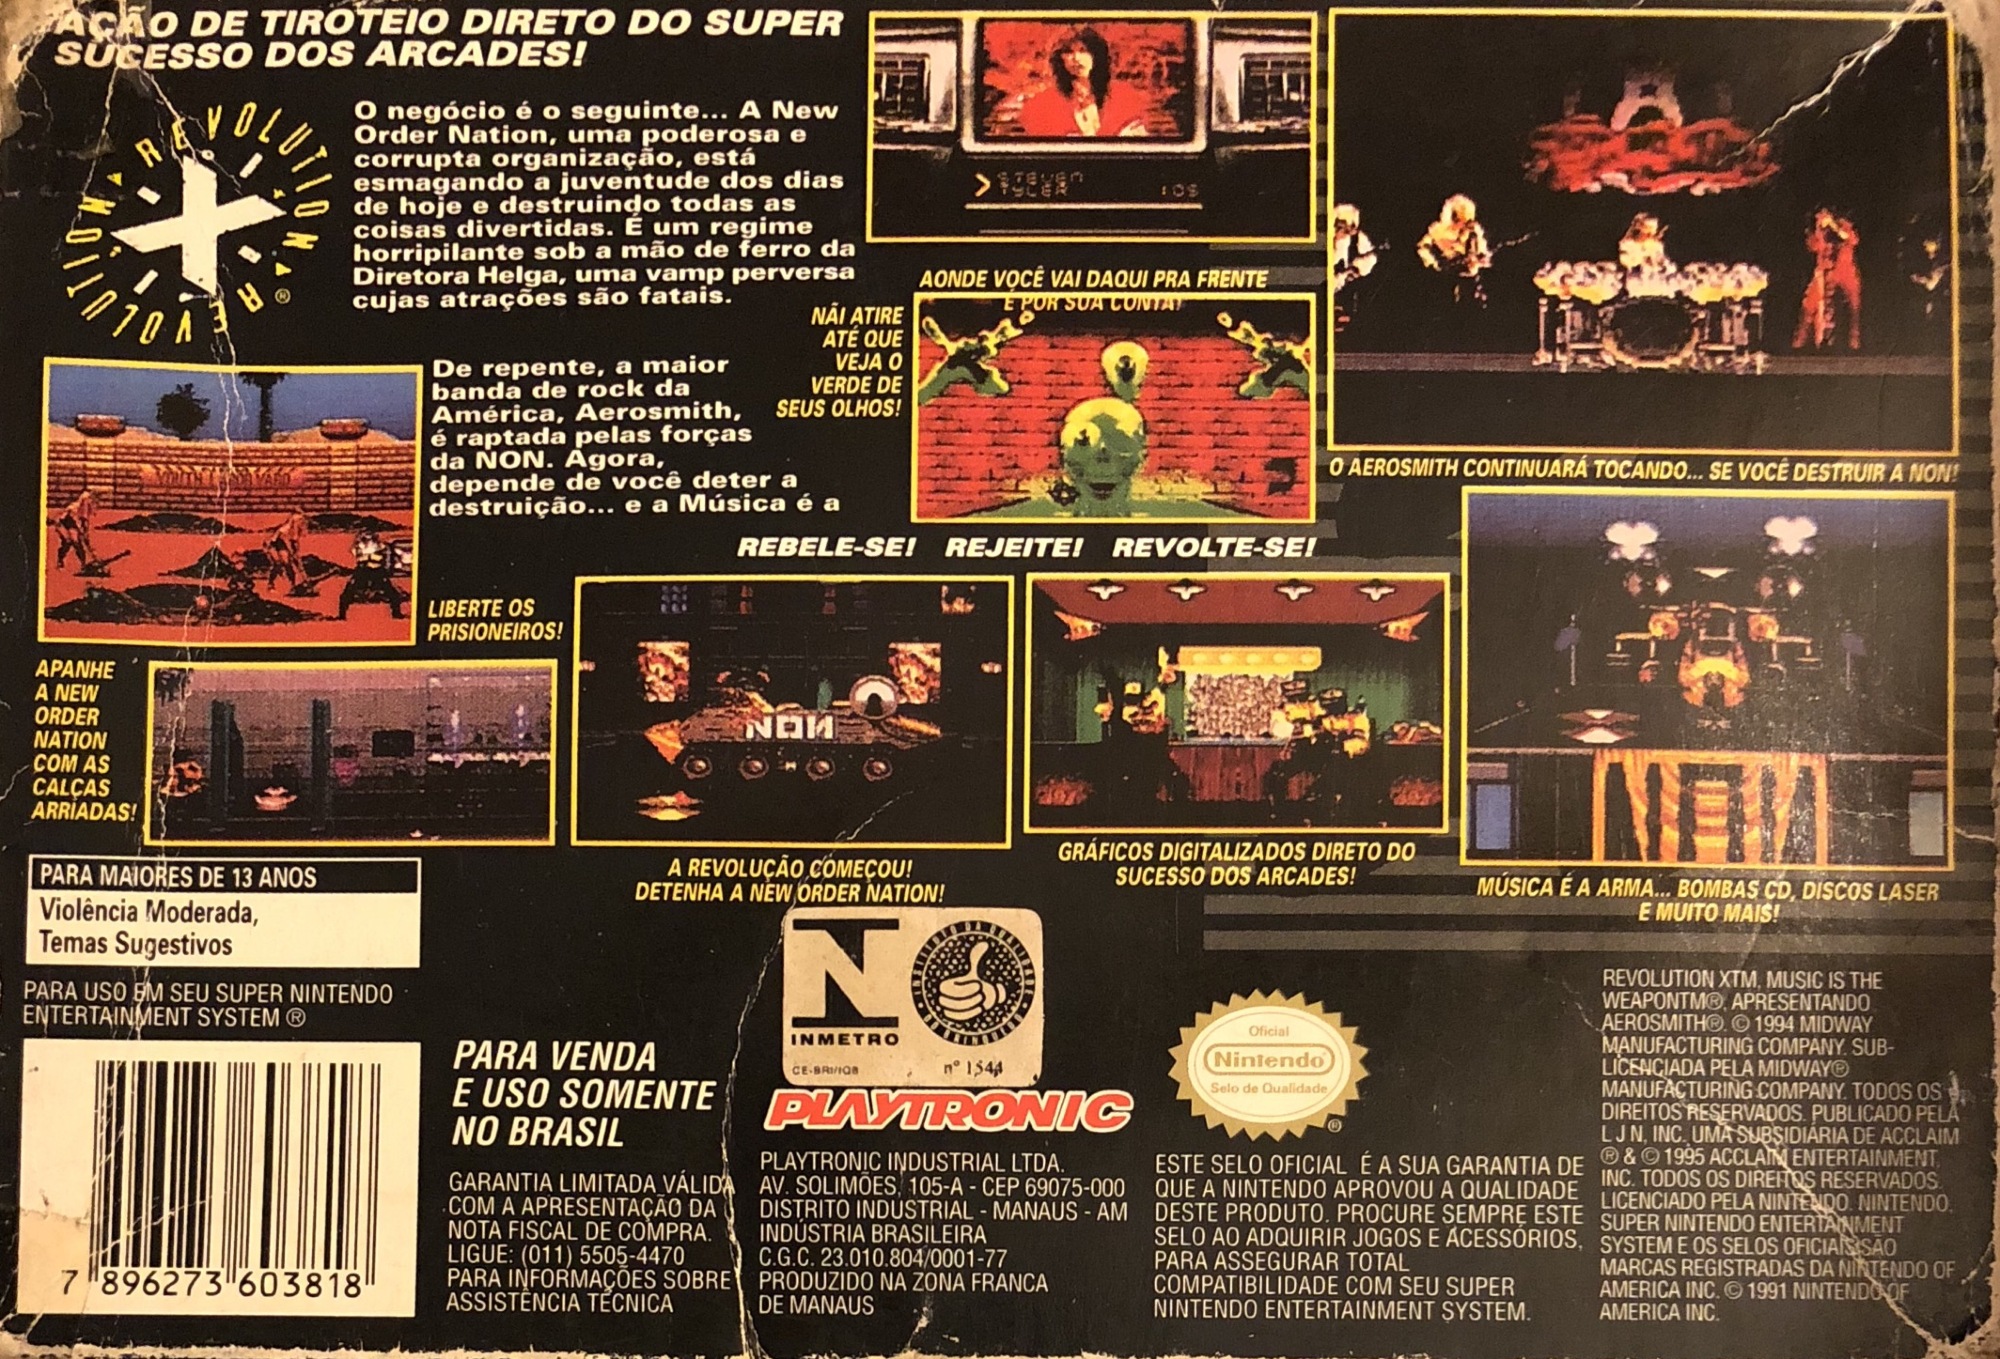 AÇÃO DE TIROTEIO DIRETO DO SUPER
SUCESSO DOS ARCADES!
REVOLUTION
REVOLUTION
X
®
O negócio é o seguinte... A New
Order Nation, uma poderosa e
corrupta organização, está
esmagando a juventude dos dias
de hoje e destruindo todas as
coisas divertidas. É um regime
horripilante sob a mão de ferro da
Diretora Helga, uma vamp perversa
cujas atrações são fatais.
De repente, a maior
banda de rock da
América, Aerosmith,
é raptada pelas forças
da NON. Agora,
depende de você deter a
destruição... e a Música é a
STEVEN
TYLER
105
AONDE VOCÊ VAI DAQUI PRA FRENTE
É POR SUA CONTA!
NÃI ATIRE
ATÉ QUE
VEJA O
VERDE DE
SEUS OLHOS!
O AEROSMITH CONTINUARÁ TOCANDO... SE VOCÊ DESTRUIR A NON!
REBELE-SE! REJEITE! REVOLTE-SE!
YOUTH LABOR YARD
LIBERTE OS
PRISIONEIROS!
APANHE
A NEW
ORDER
NATION
COM AS
CALÇAS
ARRIADAS!
NON
A REVOLUÇÃO COMEÇOU!
DETENHA A NEW ORDER NATION!
GRÁFICOS DIGITALIZADOS DIRETO DO
SUCESSO DOS ARCADES!
MÚSICA É A ARMA... BOMBAS CD, DISCOS LASER
E MUITO MAIS!
PARA MAIORES DE 13 ANOS
Violência Moderada,
Temas Sugestivos
PARA USO EM SEU SUPER NINTENDO
ENTERTAINMENT SYSTEM ®
7 896273 603818
PARA VENDA
E USO SOMENTE
NO BRASIL
GARANTIA LIMITADA VÁLIDA
COM A APRESENTAÇÃO DA
NOTA FISCAL DE COMPRA.
LIGUE: (011) 5505-4470
PARA INFORMAÇÕES SOBRE
ASSISTÊNCIA TÉCNICA
N
INMETRO
CE-BRI/IQB
INSTITUTO DA QUALIDADE
DO BRINQUEDO
nº 1544
PLAYTRONIC
PLAYTRONIC INDUSTRIAL LTDA.
AV. SOLIMÕES, 105-A - CEP 69075-000
DISTRITO INDUSTRIAL - MANAUS - AM
INDÚSTRIA BRASILEIRA
C.G.C. 23.010.804/0001-77
PRODUZIDO NA ZONA FRANCA
DE MANAUS
Oficial
Nintendo®
Selo de Qualidade
®
ESTE SELO OFICIAL É A SUA GARANTIA DE
QUE A NINTENDO APROVOU A QUALIDADE
DESTE PRODUTO. PROCURE SEMPRE ESTE
SELO AO ADQUIRIR JOGOS E ACESSÓRIOS,
PARA ASSEGURAR TOTAL
COMPATIBILIDADE COM SEU SUPER
NINTENDO ENTERTAINMENT SYSTEM.
REVOLUTION XTM, MUSIC IS THE
WEAPONTM®, APRESENTANDO
AEROSMITH®. © 1994 MIDWAY
MANUFACTURING COMPANY. SUB-
LICENCIADA PELA MIDWAY®
MANUFACTURING COMPANY. TODOS OS
DIREITOS RESERVADOS. PUBLICADO PELA
L J N, INC. UMA SUBSIDIÁRIA DE ACCLAIM
® & © 1995 ACCLAIM ENTERTAINMENT,
INC. TODOS OS DIREITOS RESERVADOS.
LICENCIADO PELA NINTENDO. NINTENDO,
SUPER NINTENDO ENTERTAINMENT
SYSTEM E OS SELOS OFICIAIS SÃO
MARCAS REGISTRADAS DA NINTENDO OF
AMERICA INC. © 1991 NINTENDO OF
AMERICA INC.